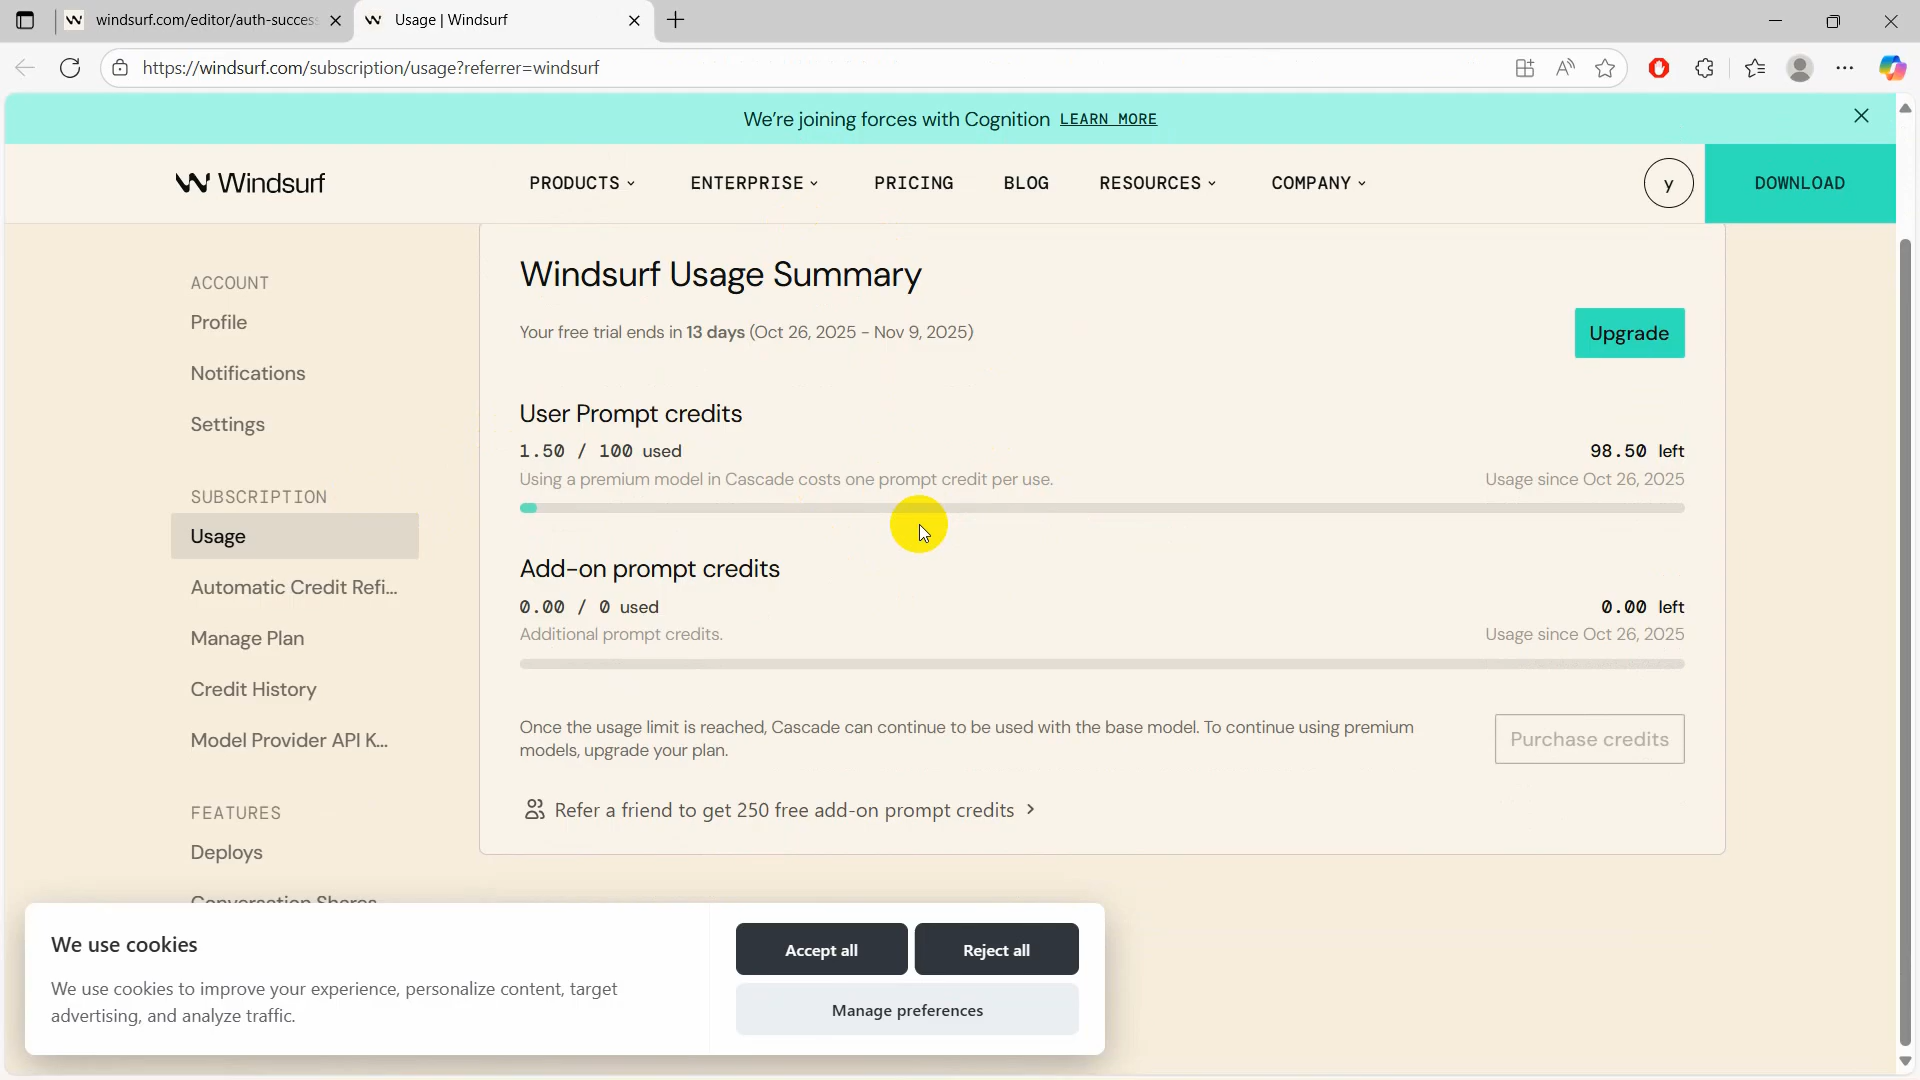 windsurf.com/editor/auth-success
Usage | Windsurf
https://windsurf.com/subscription/usage?referrer=windsurf
We're joining forces with Cognition LEARN MORE
Windsurf
PRODUCTS
ENTERPRISE
PRICING
BLOG
RESOURCES
COMPANY
y
DOWNLOAD
ACCOUNT
Profile
Notifications
Settings
SUBSCRIPTION
Usage
Automatic Credit Refi...
Manage Plan
Credit History
Model Provider API K...
FEATURES
Deploys
Conversation Shares
Windsurf Usage Summary
Your free trial ends in 13 days (Oct 26, 2025 - Nov 9, 2025)
Upgrade
User Prompt credits
1.50 / 100 used
98.50 left
Using a premium model in Cascade costs one prompt credit per use.
Usage since Oct 26, 2025
Add-on prompt credits
0.00 / 0 used
0.00 left
Additional prompt credits.
Usage since Oct 26, 2025
Once the usage limit is reached, Cascade can continue to be used with the base model. To continue using premium
models, upgrade your plan.
Purchase credits
Refer a friend to get 250 free add-on prompt credits
We use cookies
We use cookies to improve your experience, personalize content, target
advertising, and analyze traffic.
Accept all
Reject all
Manage preferences